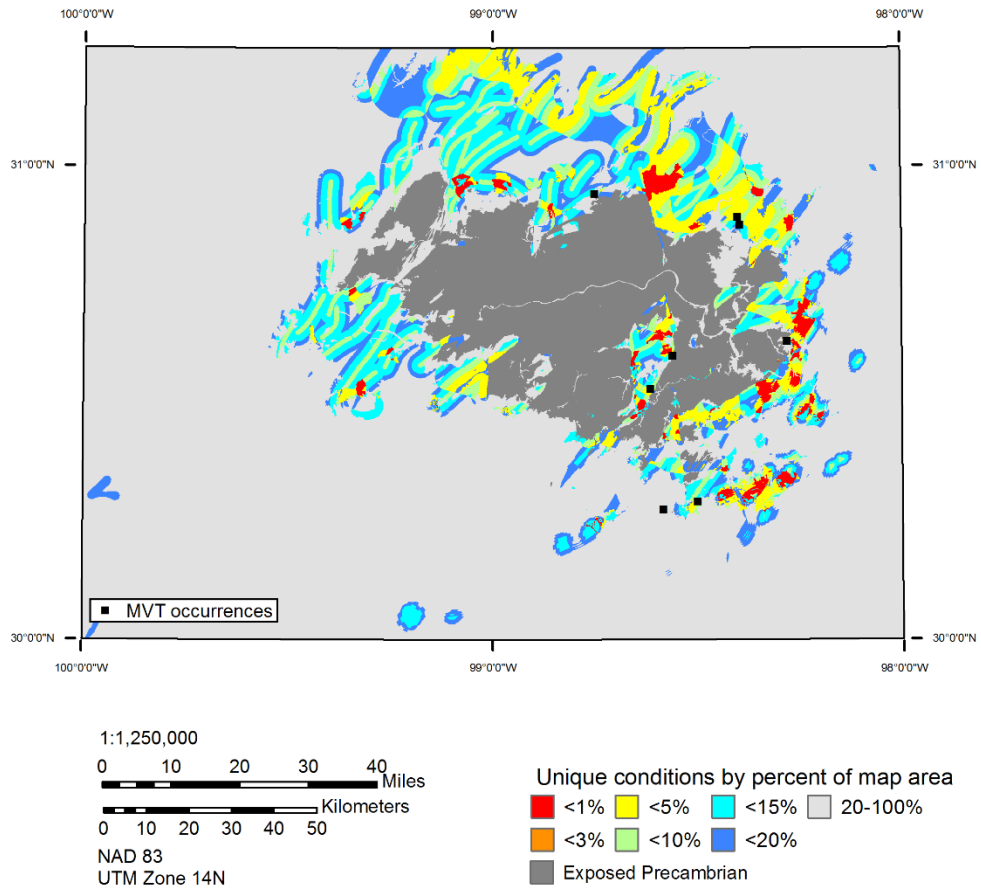 100°0'0"W 99°0'0"W 98°0'0"W
31°0'0"N 31°0'0"N
MVT occurrences
30°0'0"N 30°0'0"N
100°0'0"W 99°0'0"W 98°0'0"W
1:1,250,000
0 10 20 30 40
Miles
Kilometers
0 10 20 30 40 50
NAD 83
UTM Zone 14N
Unique conditions by percent of map area
<1% <5% <15% 20-100%
<3% <10% <20%
Exposed Precambrian